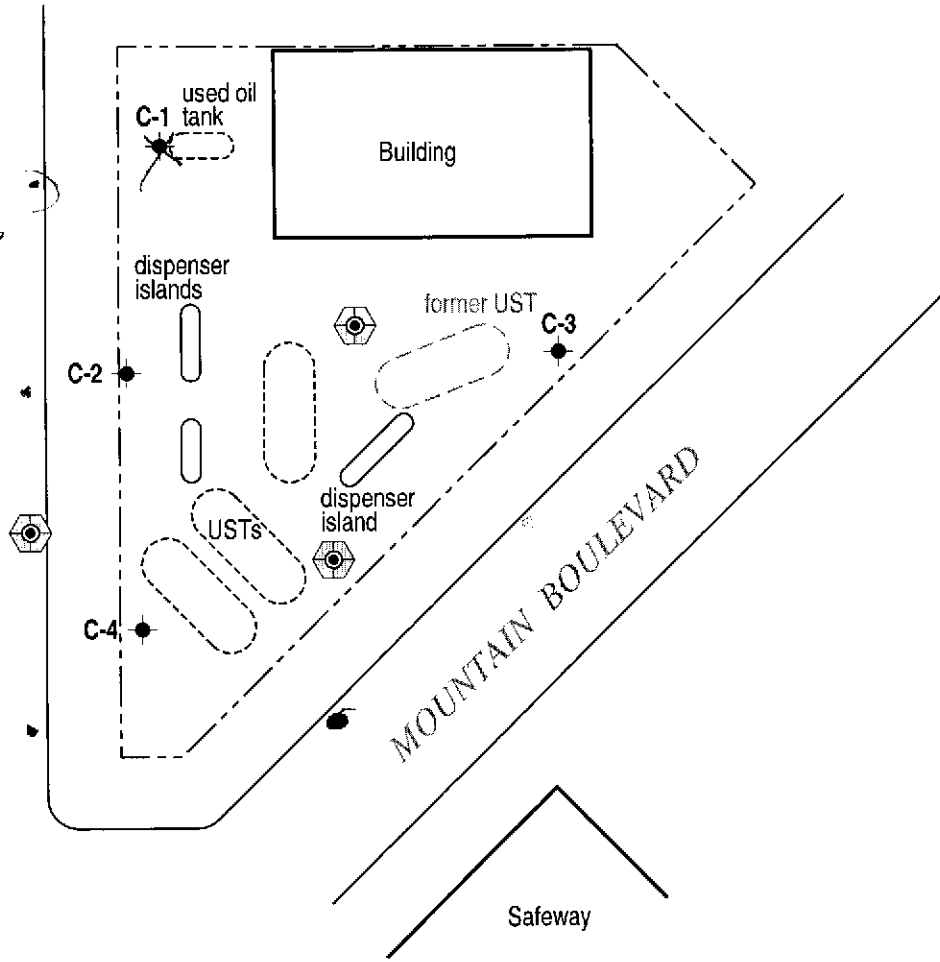 used oil
tank
C-1
Building
dispenser
islands
former UST
C-3
C-2
dispenser
island
USTs
C-4
MOUNTAIN BOULEVARD
Safeway